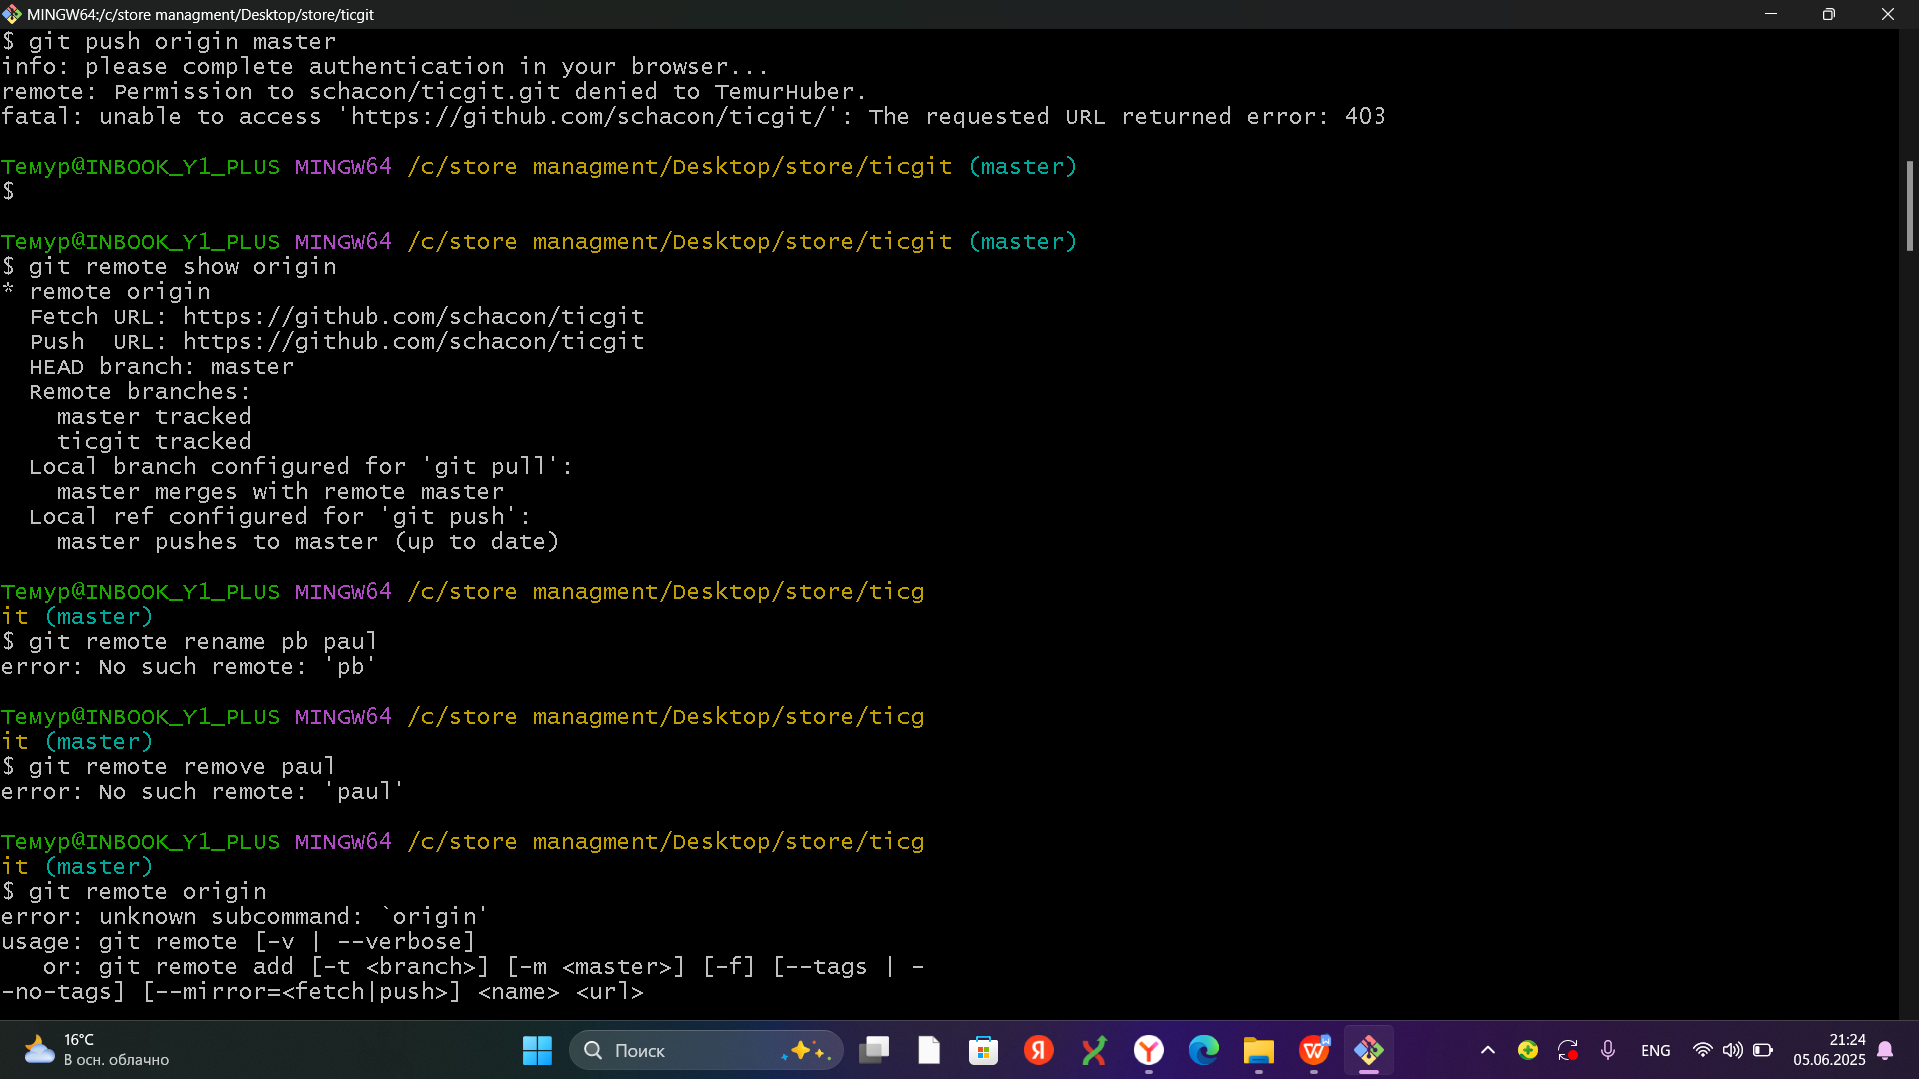 MINGW64:/c/store managment/Desktop/store/ticgit
$ git push origin master
info: please complete authentication in your browser...
remote: Permission to schacon/ticgit.git denied to TemurHuber.
fatal: unable to access 'https://github.com/schacon/ticgit/': The requested URL returned error: 403
Темур@INBOOK_Y1_PLUS MINGW64 /c/store managment/Desktop/store/ticgit (master)
$
Темур@INBOOK_Y1_PLUS MINGW64 /c/store managment/Desktop/store/ticgit (master)
$ git remote show origin
* remote origin
  Fetch URL: https://github.com/schacon/ticgit
  Push  URL: https://github.com/schacon/ticgit
  HEAD branch: master
  Remote branches:
    master tracked
    ticgit tracked
  Local branch configured for 'git pull':
    master merges with remote master
  Local ref configured for 'git push':
    master pushes to master (up to date)
Темур@INBOOK_Y1_PLUS MINGW64 /c/store managment/Desktop/store/ticg
it (master)
$ git remote rename pb paul
error: No such remote: 'pb'
Темур@INBOOK_Y1_PLUS MINGW64 /c/store managment/Desktop/store/ticg
it (master)
$ git remote remove paul
error: No such remote: 'paul'
Темур@INBOOK_Y1_PLUS MINGW64 /c/store managment/Desktop/store/ticg
it (master)
$ git remote origin
error: unknown subcommand: `origin'
usage: git remote [-v | --verbose]
   or: git remote add [-t <branch>] [-m <master>] [-f] [--tags | -
-no-tags] [--mirror=<fetch|push>] <name> <url>
16°C
В осн. облачно
Поиск
ENG
21:24
05.06.2025